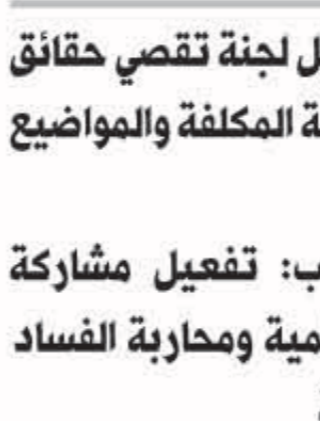 ل لجنة تقصي حقائق
ة المكلفة والمواضيع
ب: تفعيل مشاركة
مية ومحاربة الفساد